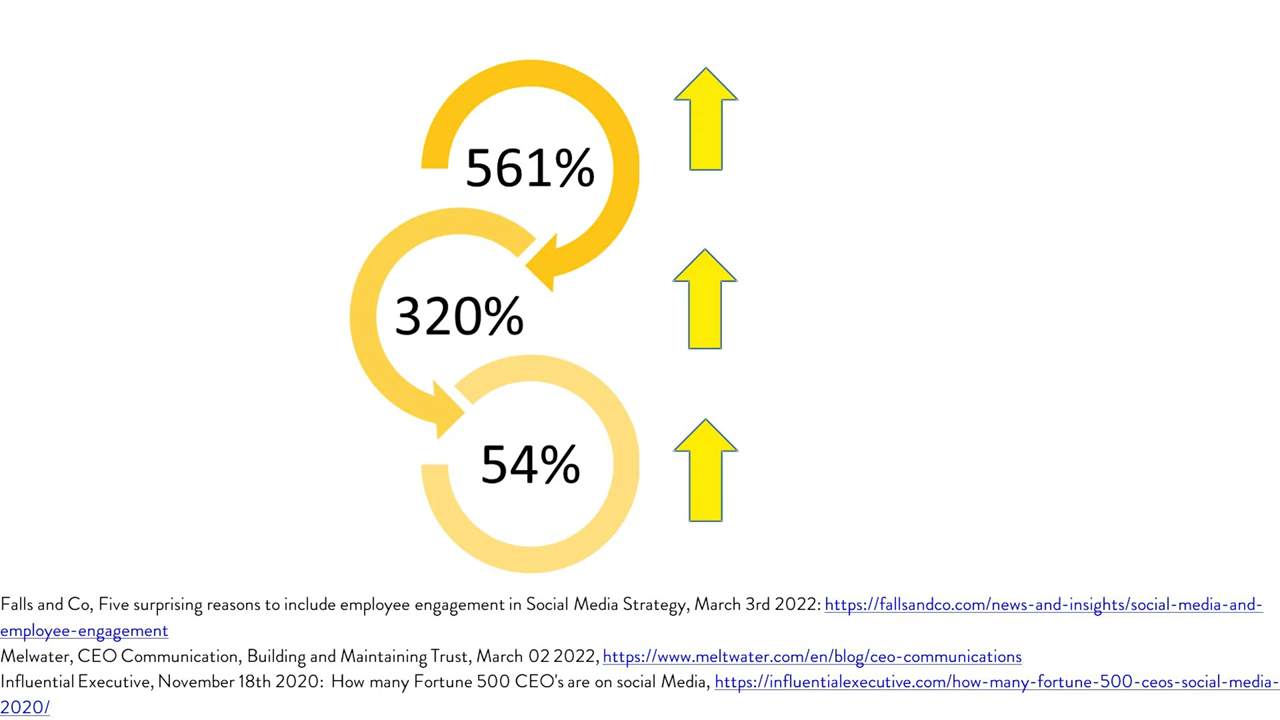 561%
320%
54%
Falls and Co, Five surprising reasons to include employee engagement in Social Media Strategy, March 3rd 2022: https://fallsandco.com/news-and-insights/social-media-and-
employee-engagement
Melwater, CEO Communication, Building and Maintaining Trust, March 02 2022, https://www.meltwater.com/en/blog/ceo-communications
Influential Executive, November 18th 2020: How many Fortune 500 CEO's are on social Media, https://influentialexecutive.com/how-many-fortune-500-ceos-social-media-
2020/